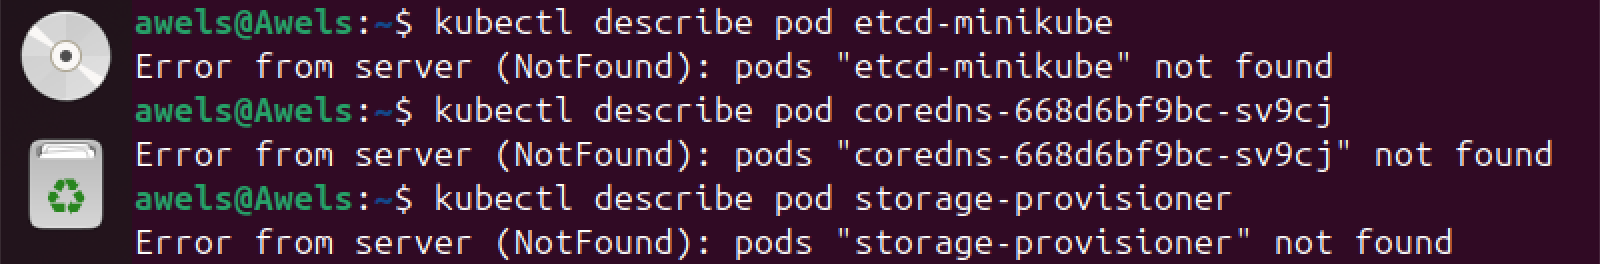 awels@Awels:~$ kubectl describe pod etcd-minikube
Error from server (NotFound): pods "etcd-minikube" not found
awels@Awels:~$ kubectl describe pod coredns-668d6bf9bc-sv9cj
Error from server (NotFound): pods "coredns-668d6bf9bc-sv9cj" not found
awels@Awels:~$ kubectl describe pod storage-provisioner
Error from server (NotFound): pods "storage-provisioner" not found